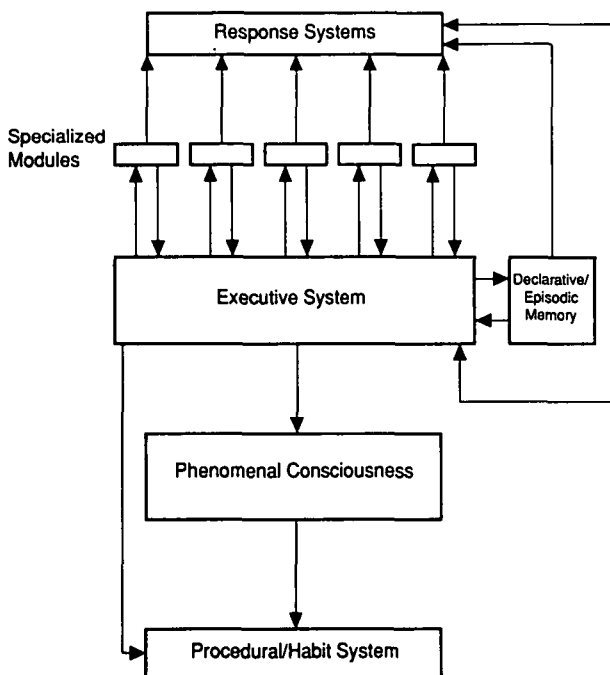 Response Systems
Specialized
Modules
Executive System
Declarative/
Episodic
Memory
Phenomenal Consciousness
Procedural/Habit System